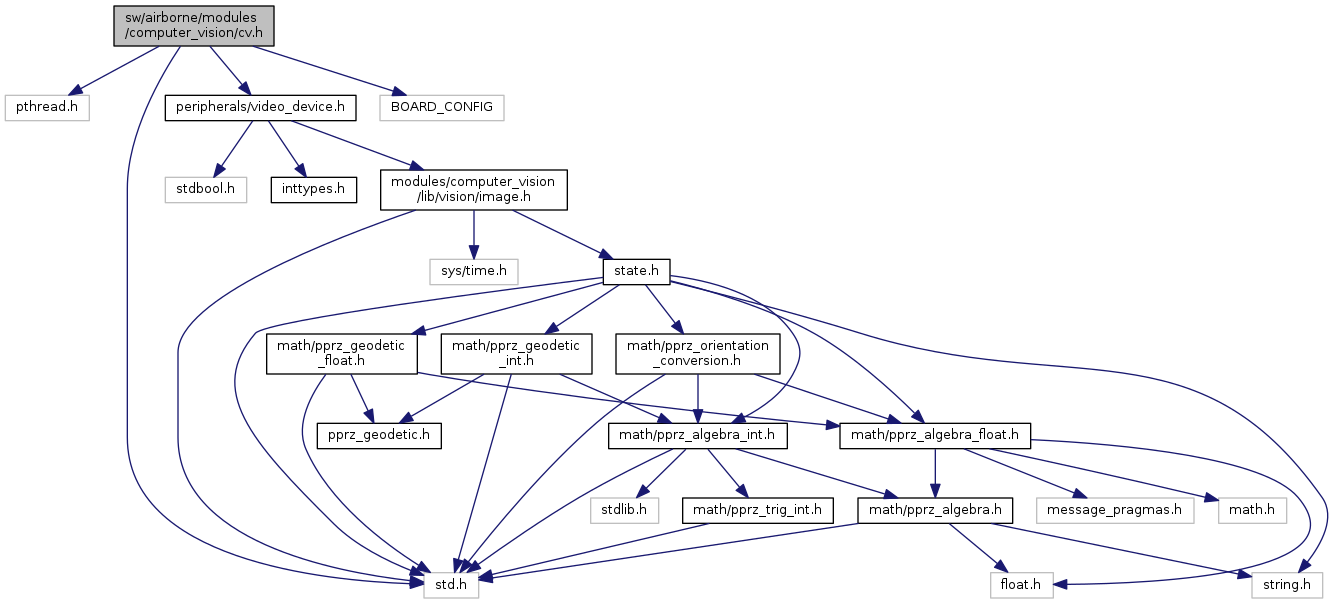 sw/airborne/modules
/computer_vision/cv.h
pthread.h
peripherals/video_device.h
BOARD_CONFIG
stdbool.h
inttypes.h
modules/computer_vision
/lib/vision/image.h
sys/time.h
state.h
math/pprz_geodetic
_float.h
math/pprz_geodetic
_int.h
math/pprz_orientation
_conversion.h
pprz_geodetic.h
math/pprz_algebra_int.h
math/pprz_algebra_float.h
stdlib.h
math/pprz_trig_int.h
math/pprz_algebra.h
message_pragmas.h
math.h
std.h
float.h
string.h